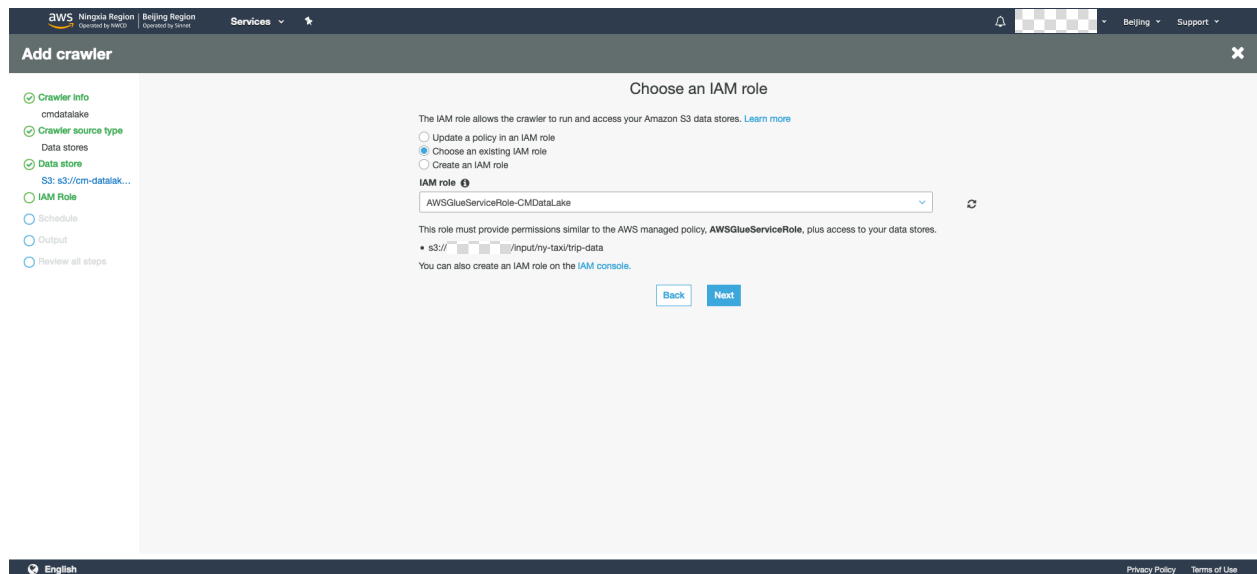 aws Ningxia Region Operated by NWCD | Beijing Region Operated by Sinnet Services Beijing Support
Add crawler
Crawler info
cmdatalake
Crawler source type
Data stores
Data store
S3: s3://cm-datalak...
IAM Role
Schedule
Output
Review all steps
Choose an IAM role
The IAM role allows the crawler to run and access your Amazon S3 data stores. Learn more
Update a policy in an IAM role
Choose an existing IAM role
Create an IAM role
IAM role
AWSGlueServiceRole-CMDataLake
This role must provide permissions similar to the AWS managed policy, AWSGlueServiceRole, plus access to your data stores.
• s3:// /input/ny-taxi/trip-data
You can also create an IAM role on the IAM console.
Back Next
English Privacy Policy Terms of Use